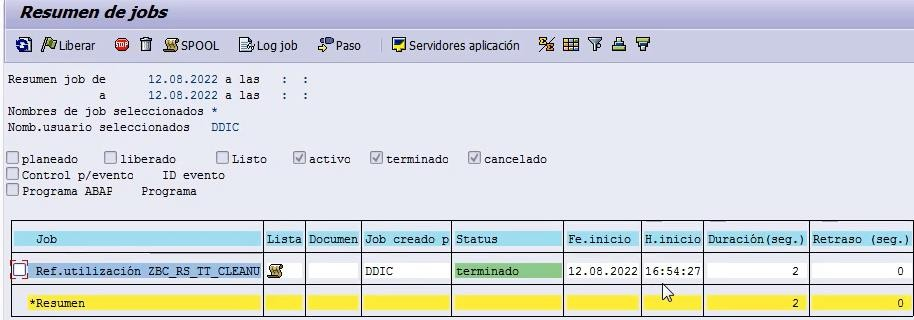 Resumen de jobs
Liberar SPOOL Log job Paso Servidores aplicación
Resumen job de 12.08.2022 a las : :
a 12.08.2022 a las : :
Nombres de job seleccionados *
Nomb.usuario seleccionados DDIC
planeado liberado Listo activo terminado cancelado
Control p/evento ID evento
Programa ABAP Programa
Job Lista Documen Job creado p Status Fe.inicio H.inicio Duración(seg.) Retraso (seg.)
Ref.utilización ZBC_RS_TT_CLEANU DDIC terminado 12.08.2022 16:54:27 2 0
*Resumen 2 0